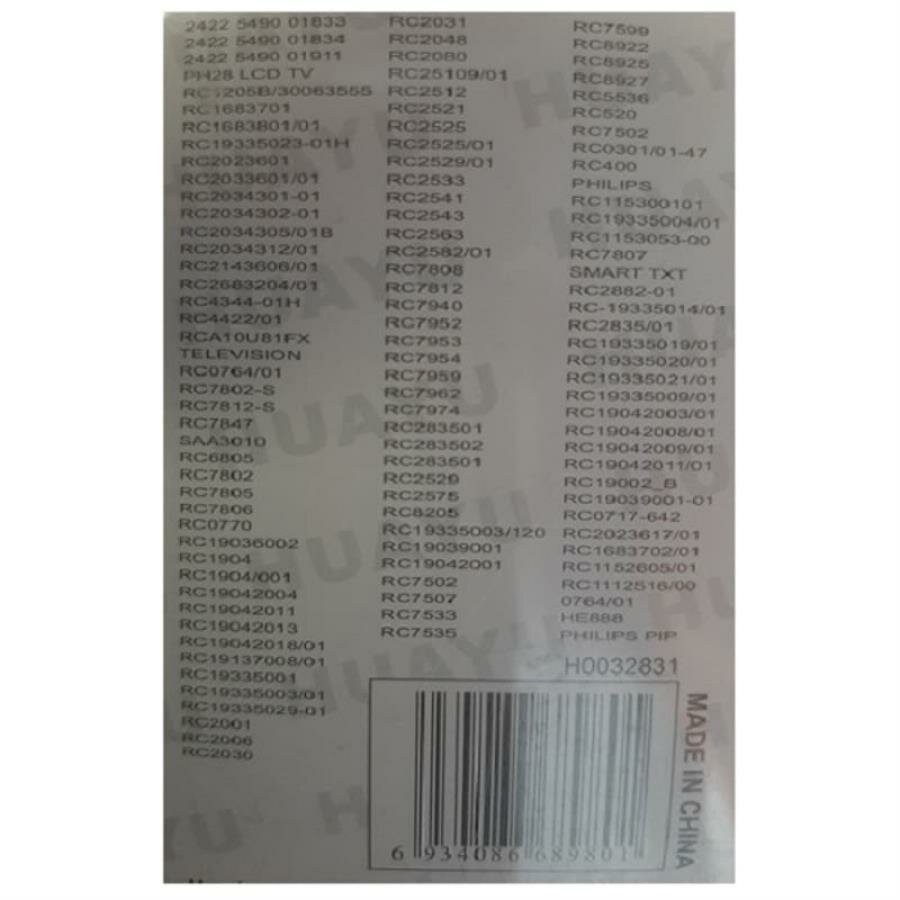 2422 5490 01833
2422 5490 01834
2422 5490 01911
PH28 LCD TV
RC1205B/30063555
RC1683701
RC1683801/01
RC19335023-01H
RC2023601
RC2033601/01
RC2034301-01
RC2034302-01
RC2034305/01B
RC2034312/01
RC2143606/01
RC2683204/01
RC4344-01H
RC4422/01
RCA10U81FX
TELEVISION
RC0764/01
RC7802-S
RC7812-S
RC7847
SAA3010
RC6805
RC7802
RC7805
RC7806
RC0770
RC19036002
RC1904
RC1904/001
RC19042004
RC19042011
RC19042013
RC19042018/01
RC19137008/01
RC19335001
RC19335003/01
RC19335029-01
RC2001
RC2006
RC2030
RC2031
RC2048
RC2080
RC25109/01
RC2512
RC2521
RC2525
RC2525/01
RC2529/01
RC2533
RC2541
RC2543
RC2563
RC2582/01
RC7808
RC7812
RC7940
RC7952
RC7953
RC7954
RC7959
RC7962
RC7974
RC283501
RC283502
RC283501
RC2529
RC2575
RC8205
RC19335003/120
RC19039001
RC19042001
RC7502
RC7507
RC7533
RC7535
RC7599
RC8922
RC8925
RC8927
RC5536
RC520
RC7502
RC0301/01-47
RC400
PHILIPS
RC115300101
RC19335004/01
RC1153053-00
RC7807
SMART TXT
RC2882-01
RC-19335014/01
RC2835/01
RC19335019/01
RC19335020/01
RC19335021/01
RC19335009/01
RC19042003/01
RC19042008/01
RC19042009/01
RC19042011/01
RC19002_B
RC19039001-01
RC0717-642
RC2023617/01
RC1683702/01
RC1152605/01
RC1112516/00
0764/01
HE888
PHILIPS PIP
H0032831
6 934086 689801
MADE IN CHINA
HUAYU
HUAYU
HUAYU
HUAYU